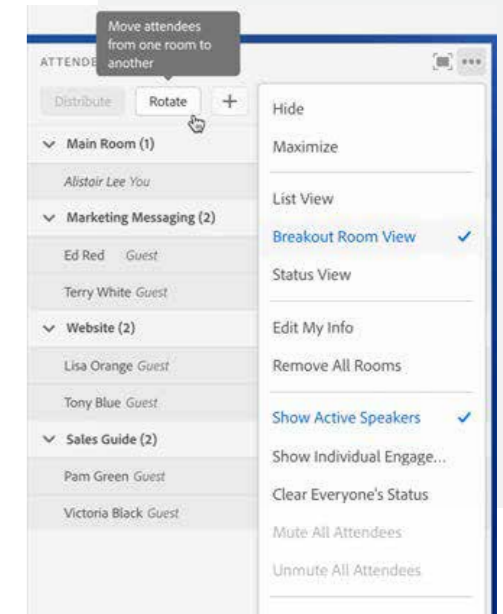 Move attendees
from one room to
another
ATTENDE
Distribute
Rotate
Hide
Main Room (1)
Maximize
Alistair Lee You
List View
Marketing Messaging (2)
Breakout Room View
Ed Red Guest
Status View
Terry White Guest
Website (2)
Edit My Info
Lisa Orange Guest
Remove All Rooms
Tony Blue Guest
Show Active Speakers
Sales Guide (2)
Show Individual Engage...
Pam Green Guest
Clear Everyone's Status
Victoria Black Guest
Mute All Attendees
Unmute All Attendees